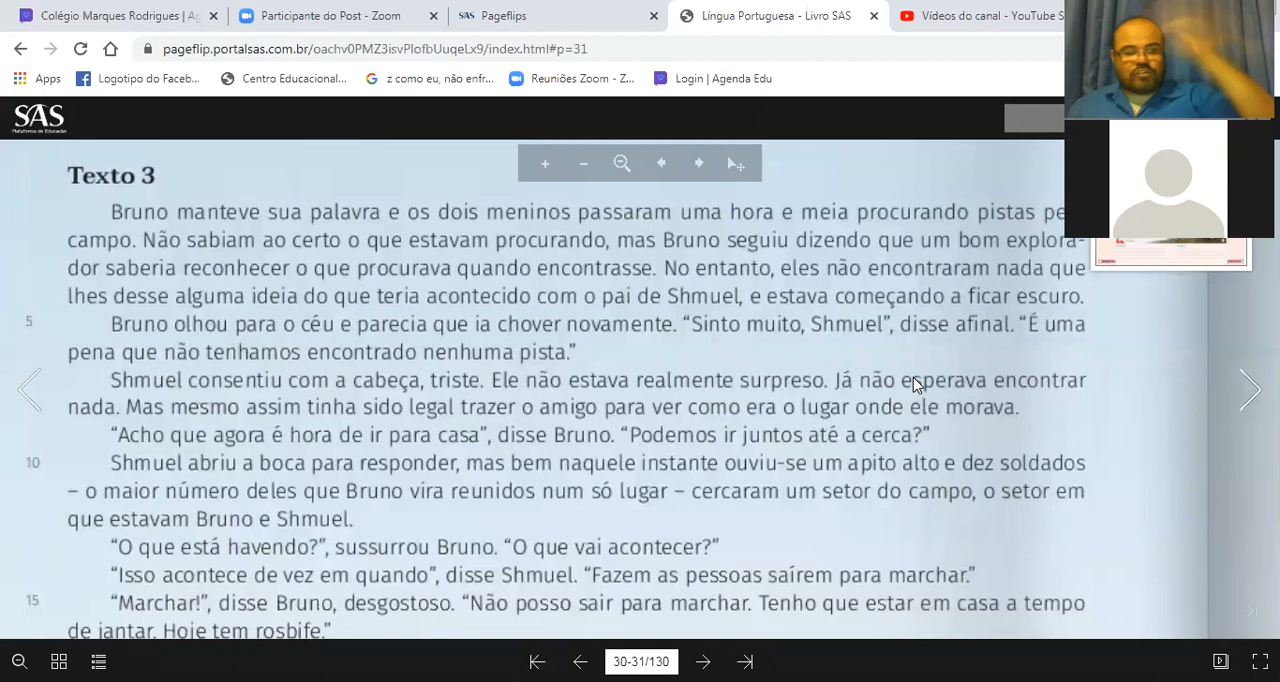 Colégio Marques Rodrigues | Ag
Participante do Post - Zoom
SAS Pageflips
Língua Portuguesa - Livro SAS
Vídeos do canal - YouTube S
pageflip.portalsas.com.br/oachv0PMZ3isvPlofbUuqeLx9/index.html#p=31
Apps
Logotipo do Faceb...
Centro Educacional...
z como eu, não enfr...
Reuniões Zoom - Z...
Login | Agenda Edu
SAS
Plataforma de Educação
Texto 3
Bruno manteve sua palavra e os dois meninos passaram uma hora e meia procurando pistas
campo. Não sabiam ao certo o que estavam procurando, mas Bruno seguiu dizendo que um bom explora-
dor saberia reconhecer o que procurava quando encontrasse. No entanto, eles não encontraram nada que
lhes desse alguma ideia do que teria acontecido com o pai de Shmuel, e estava começando a ficar escuro.
5 Bruno olhou para o céu e parecia que ia chover novamente. “Sinto muito, Shmuel”, disse afinal. “É uma
pena que não tenhamos encontrado nenhuma pista.”
Shmuel consentiu com a cabeça, triste. Ele não estava realmente surpreso. Já não esperava encontrar
nada. Mas mesmo assim tinha sido legal trazer o amigo para ver como era o lugar onde ele morava.
“Acho que agora é hora de ir para casa”, disse Bruno. “Podemos ir juntos até a cerca?”
10 Shmuel abriu a boca para responder, mas bem naquele instante ouviu-se um apito alto e dez soldados
– o maior número deles que Bruno vira reunidos num só lugar – cercaram um setor do campo, o setor em
que estavam Bruno e Shmuel.
“O que está havendo?”, sussurrou Bruno. “O que vai acontecer?”
“Isso acontece de vez em quando”, disse Shmuel. “Fazem as pessoas saírem para marchar.”
15 “Marchar!”, disse Bruno, desgostoso. “Não posso sair para marchar. Tenho que estar em casa a tempo
de jantar. Hoje tem rosbife.”
30-31/130